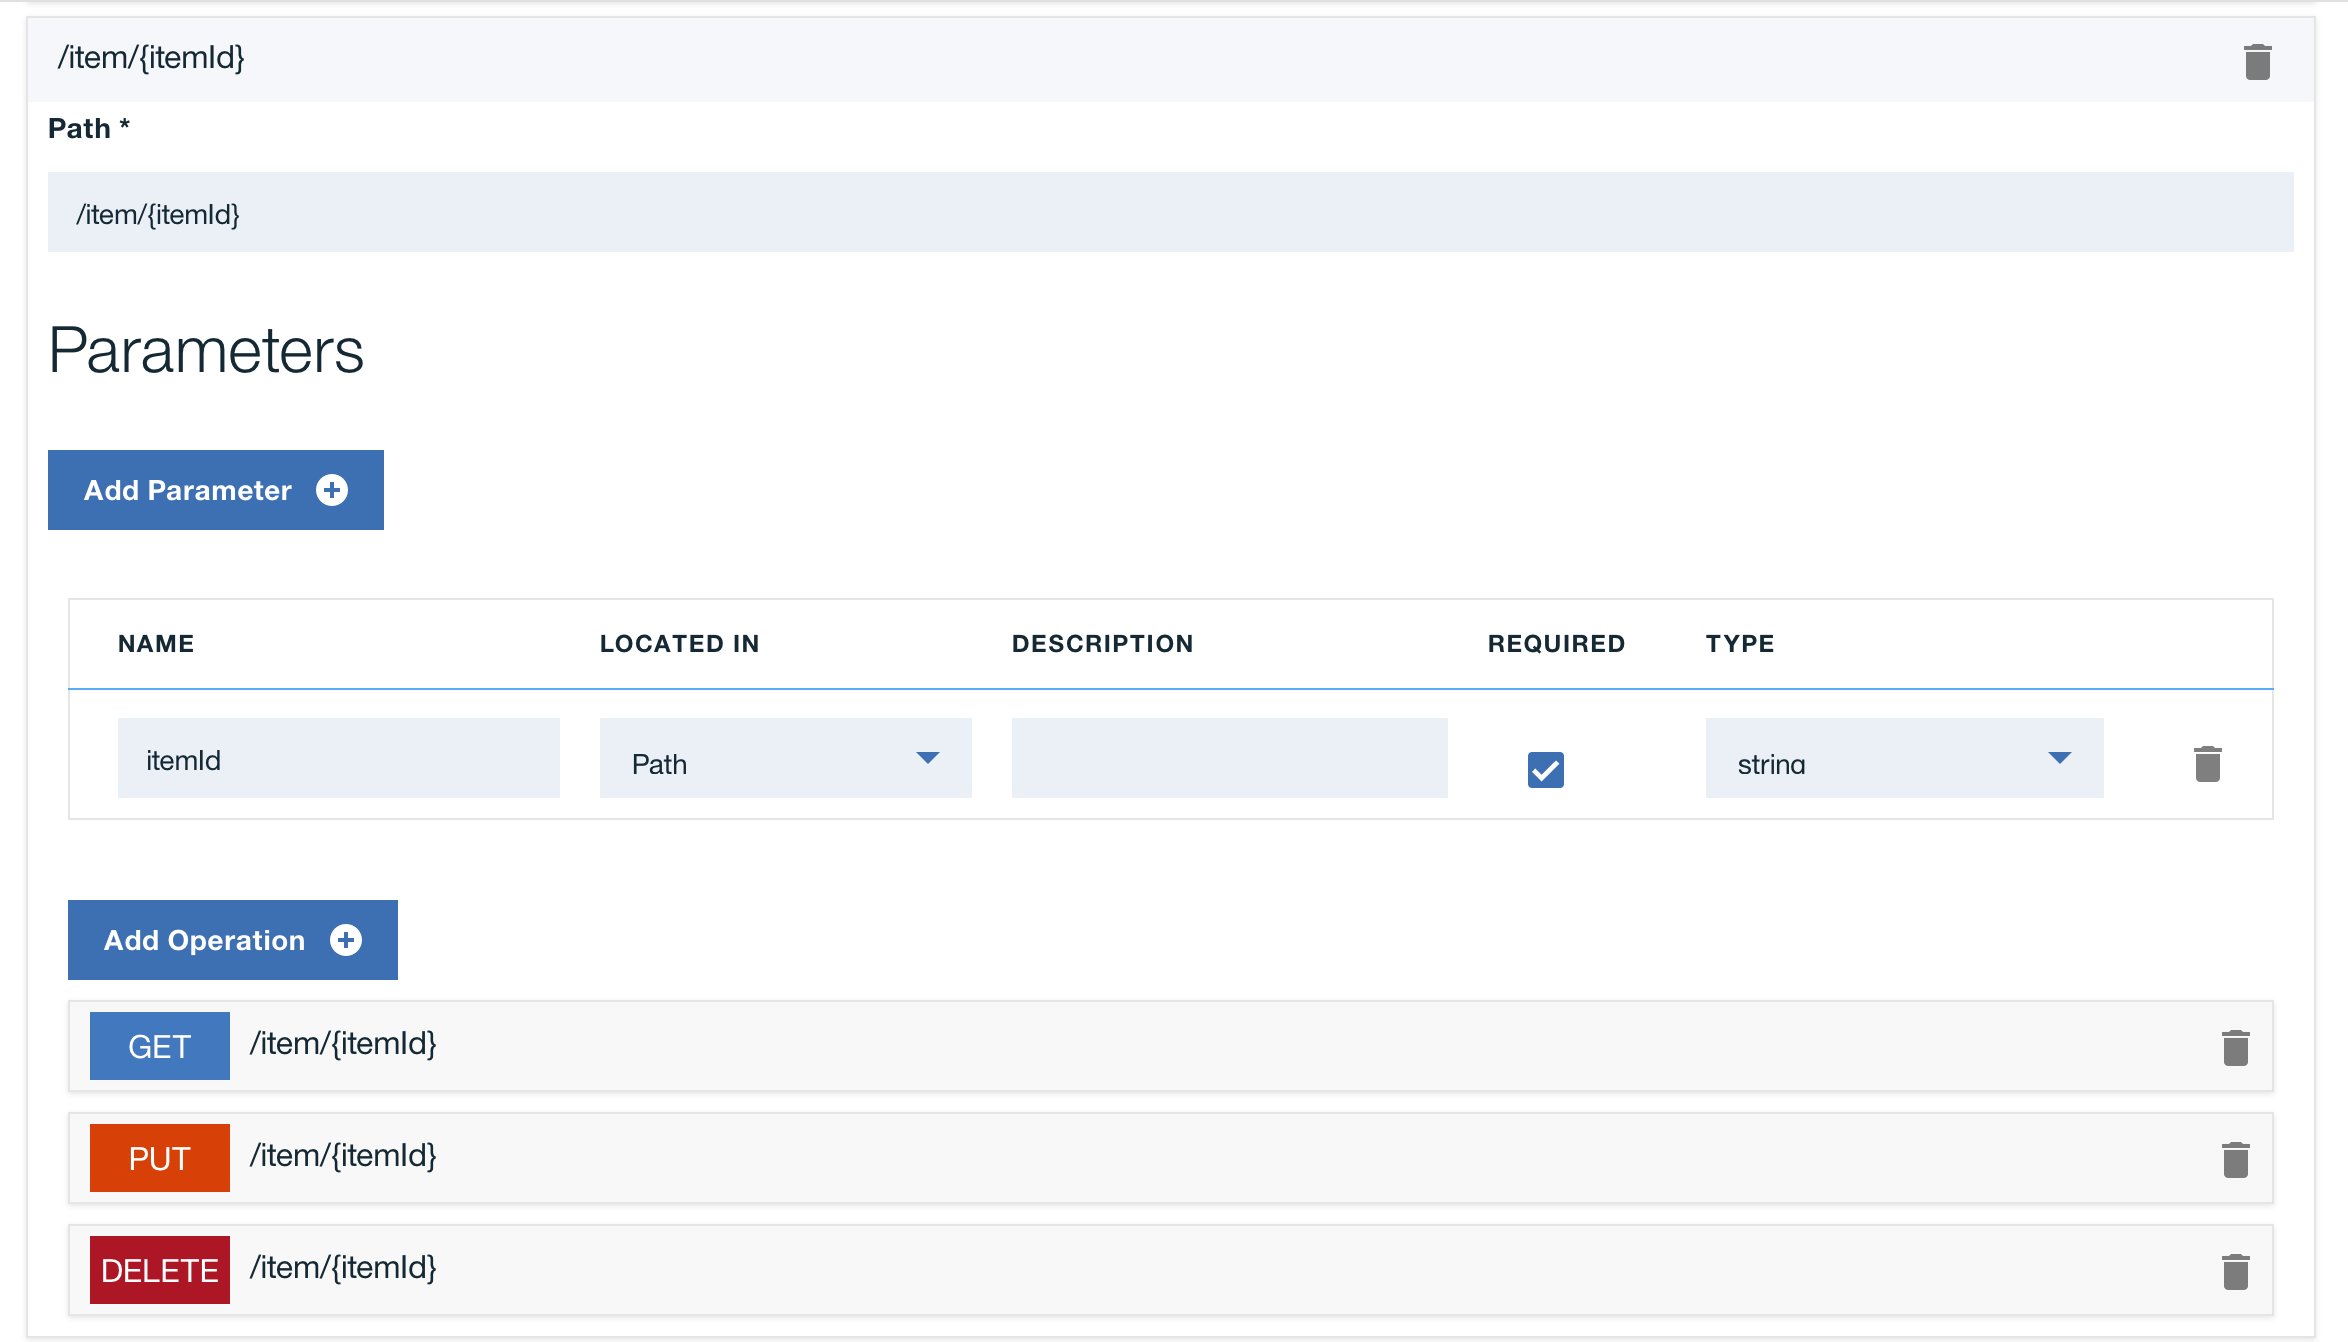 /item/{itemId}
Path *
/item/{itemId}
Parameters
Add Parameter
NAME LOCATED IN DESCRIPTION REQUIRED TYPE
itemId Path string
Add Operation
GET /item/{itemId}
PUT /item/{itemId}
DELETE /item/{itemId}